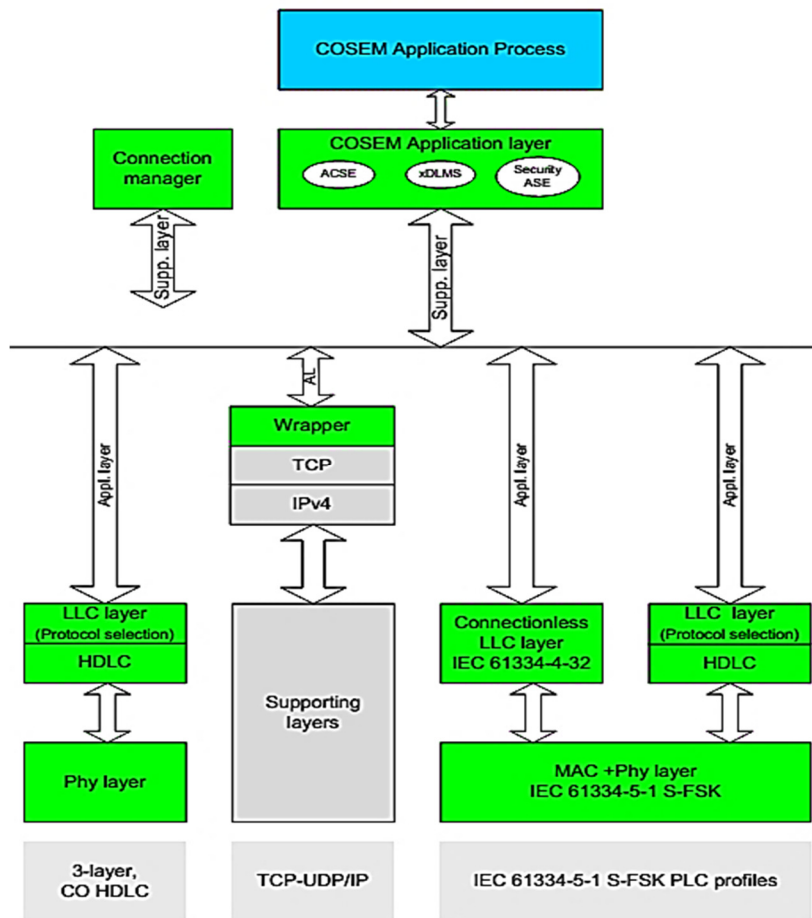 COSEM Application Process
COSEM Application layer
ACSE
xDLMS
Security
ASE
Connection
manager
Supp. layer
Supp. layer
Appl. layer
AL
Appl. layer
Appl. layer
Wrapper
TCP
IPv4
LLC layer
(Protocol selection)
HDLC
Phy layer
Supporting
layers
Connectionless
LLC layer
IEC 61334-4-32
LLC layer
(Protocol selection)
HDLC
MAC +Phy layer
IEC 61334-5-1 S-FSK
3-layer,
CO HDLC
TCP-UDP/IP
IEC 61334-5-1 S-FSK PLC profiles